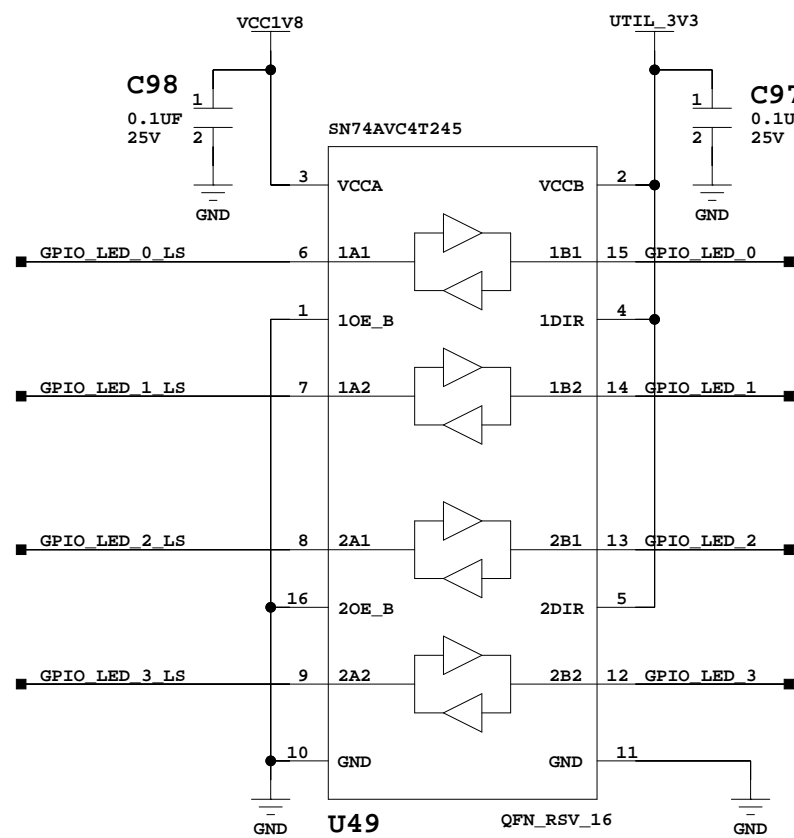 VCC1V8 UTIL_3V3
C98 C97
1 1
0.1UF 0.1U
2 25V 2 25V
SN74AVC4T245
3 VCCA VCCB 2
GND GND
GPIO_LED_0_LS 6 1A1 1B1 15 GPIO_LED_0
1 1OE_B 1DIR 4
GPIO_LED_1_LS 7 1A2 1B2 14 GPIO_LED_1
GPIO_LED_2_LS 8 2A1 2B1 13 GPIO_LED_2
16 2OE_B 2DIR 5
GPIO_LED_3_LS 9 2A2 2B2 12 GPIO_LED_3
10 GND GND 11
GND U49 QFN_RSV_16 GND